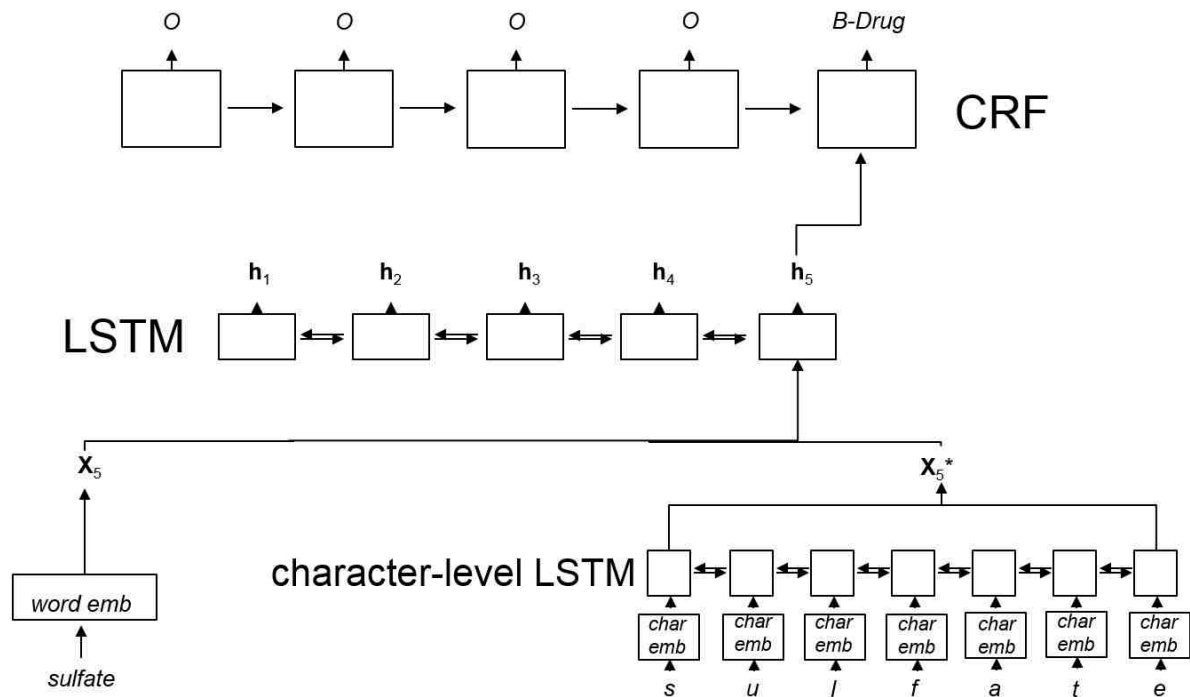 O O O O B-Drug
CRF
h₁ h₂ h₃ h₄ h₅
LSTM
X₅ X₅*
character-level LSTM
word emb
char emb char emb char emb char emb char emb char emb char emb
sulfate
s u l f a t e